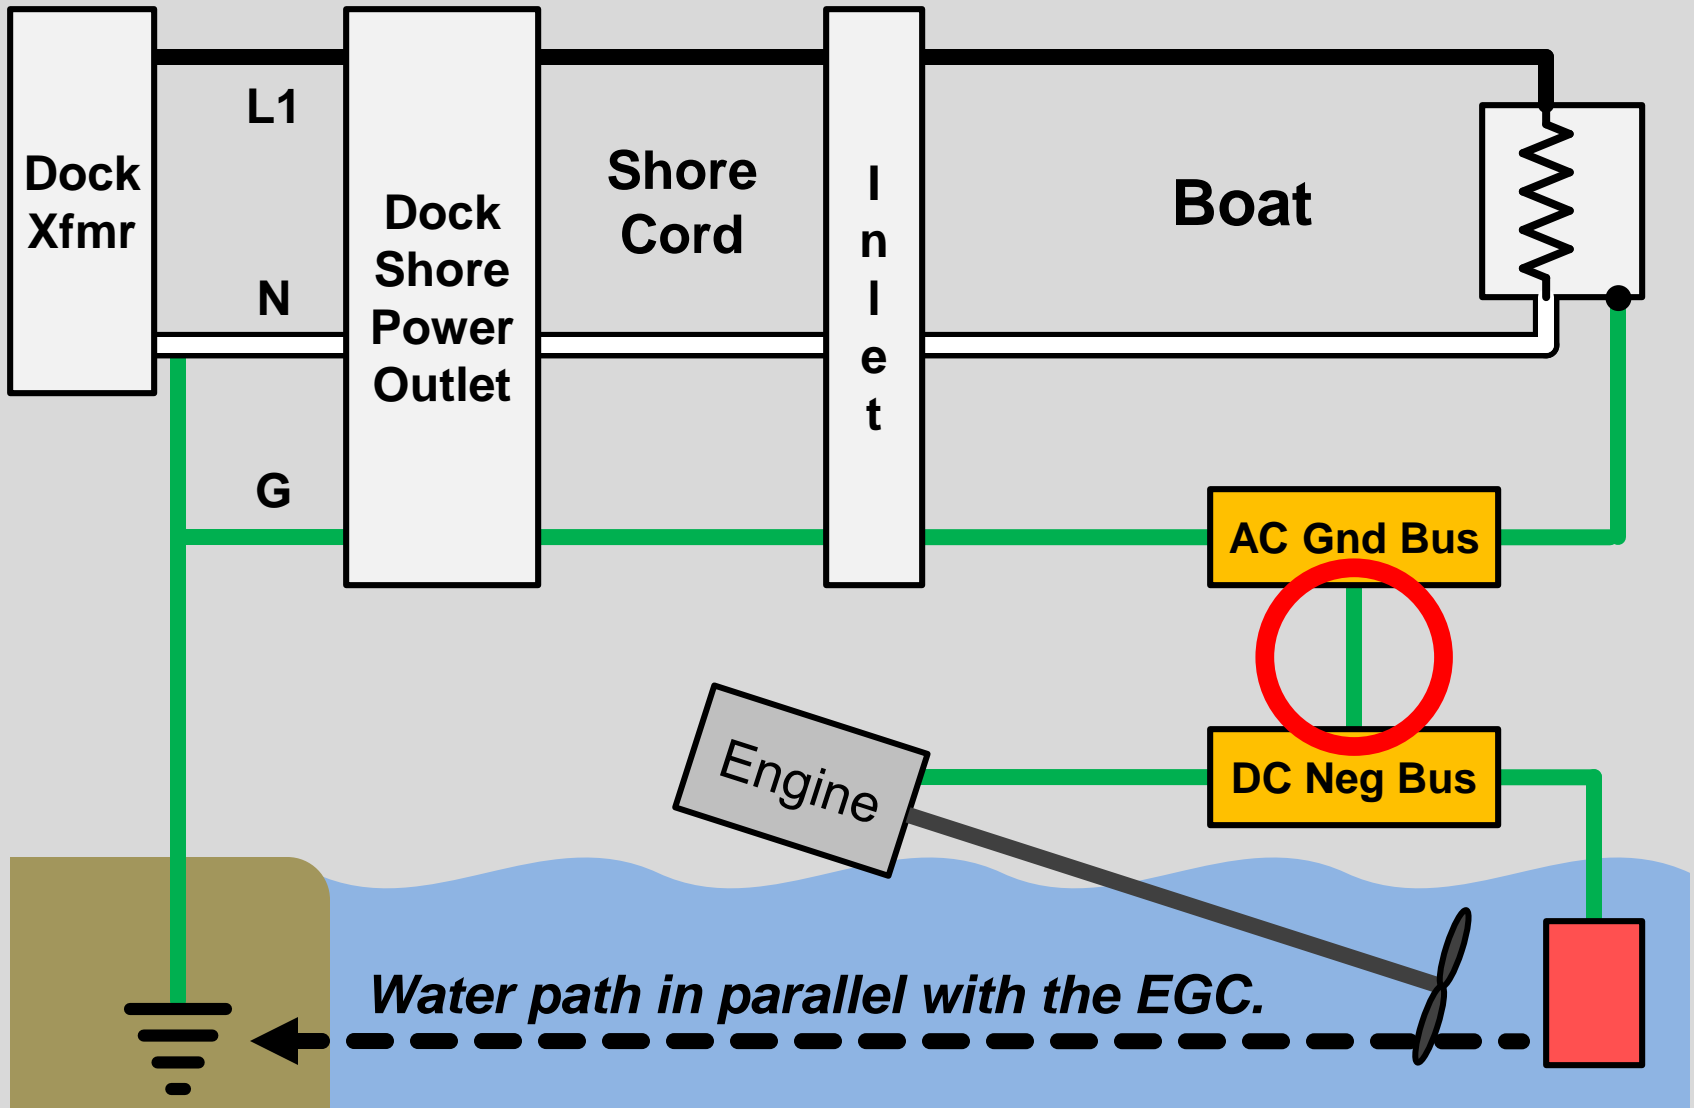 Dock
Xfmr
L1
N
G
Dock
Shore
Power
Outlet
Shore
Cord
I
n
l
e
t
Boat
AC Gnd Bus
DC Neg Bus
Engine
Water path in parallel with the EGC.